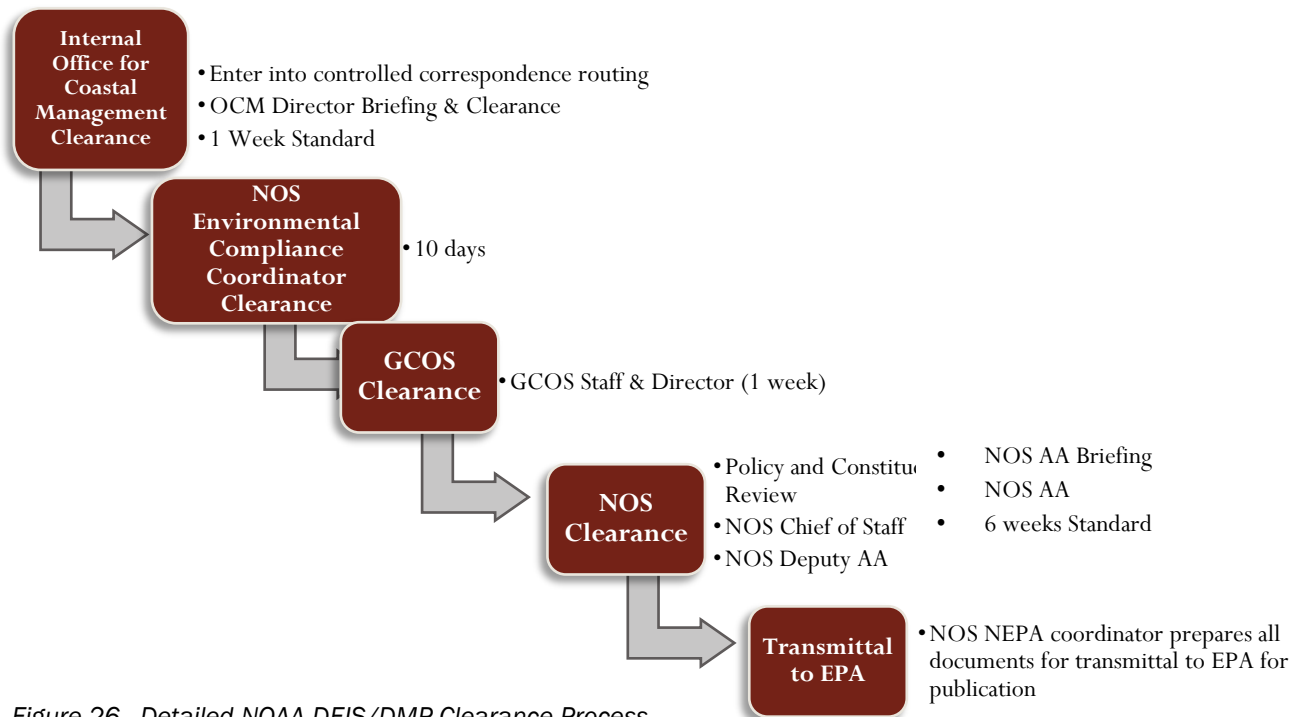 Internal
Office for
Coastal
Management
Clearance
• Enter into controlled correspondence routing
• OCM Director Briefing & Clearance
• 1 Week Standard
NOS
Environmental
Compliance
Coordinator
Clearance
• 10 days
GCOS
Clearance
• GCOS Staff & Director (1 week)
NOS
Clearance
• Policy and
Review
• NOS Chief of Staff
• NOS Deputy AA
• NOS AA Briefing
• NOS AA
• 6 weeks Standard
Transmittal
to EPA
• NOS NEPA coordinator prepares all
documents for transmittal to EPA for
publication
Figure 26. Detailed NOAA DEIS/DMP Clearance Process